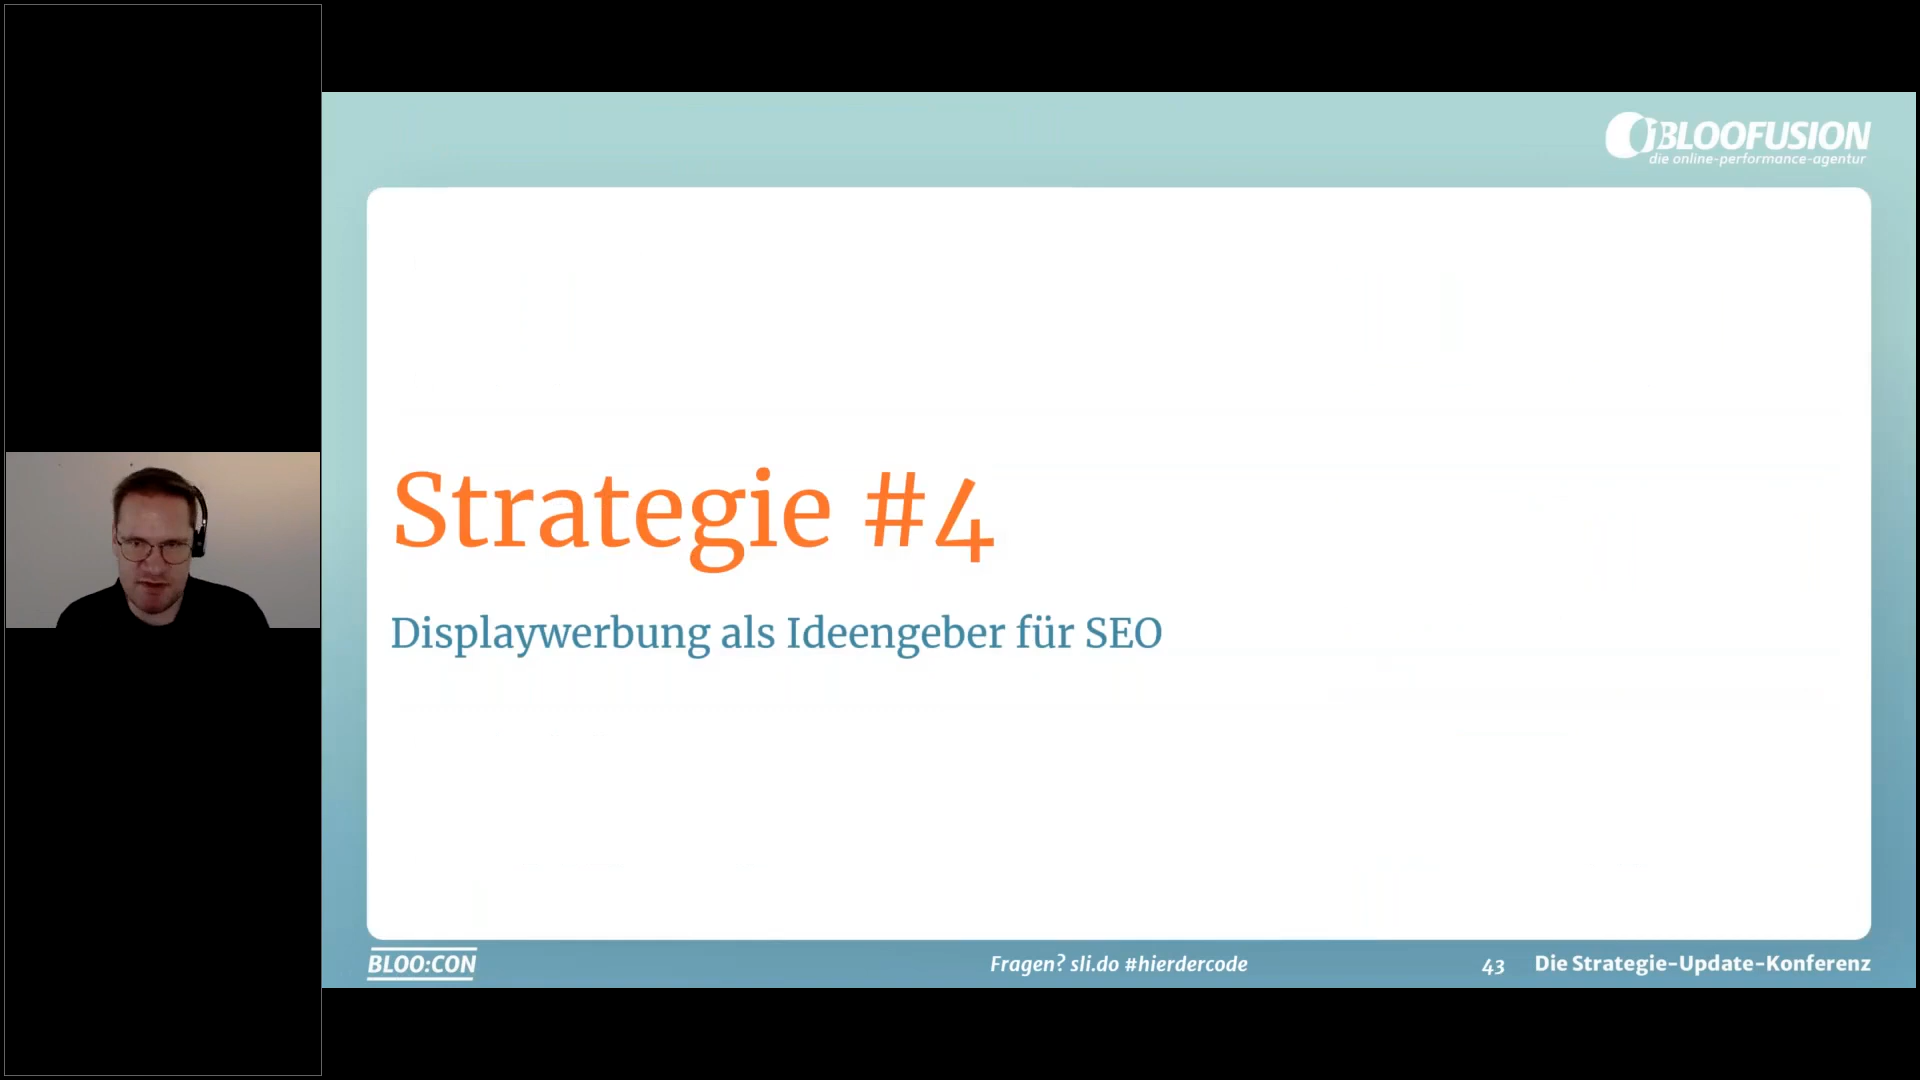 BLOOFUSION
die online-performance-agentur
Strategie #4
Displaywerbung als Ideengeber für SEO
BLOO:CON
Fragen? sli.do #hierdercode
43
Die Strategie-Update-Konferenz